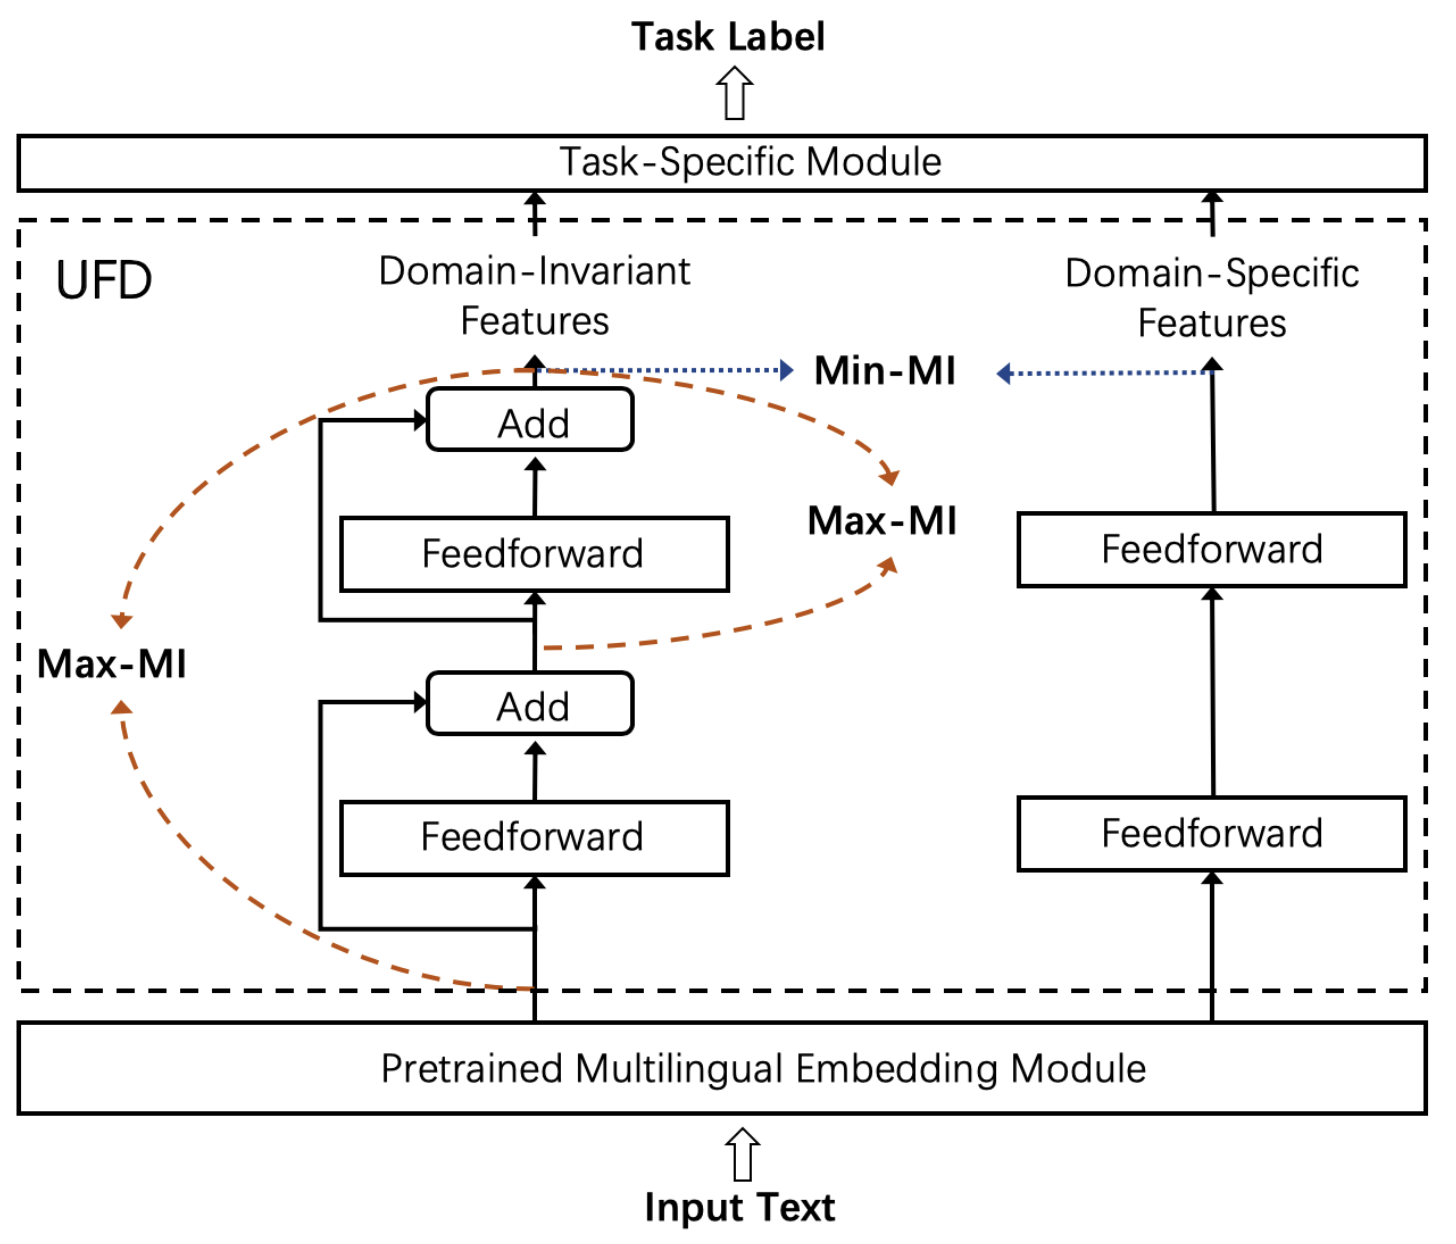 Task Label
Task-Specific Module
UFD
Domain-Invariant
Features
Domain-Specific
Features
Min-MI
Add
Max-MI
Feedforward
Feedforward
Max-MI
Add
Feedforward
Feedforward
Pretrained Multilingual Embedding Module
Input Text